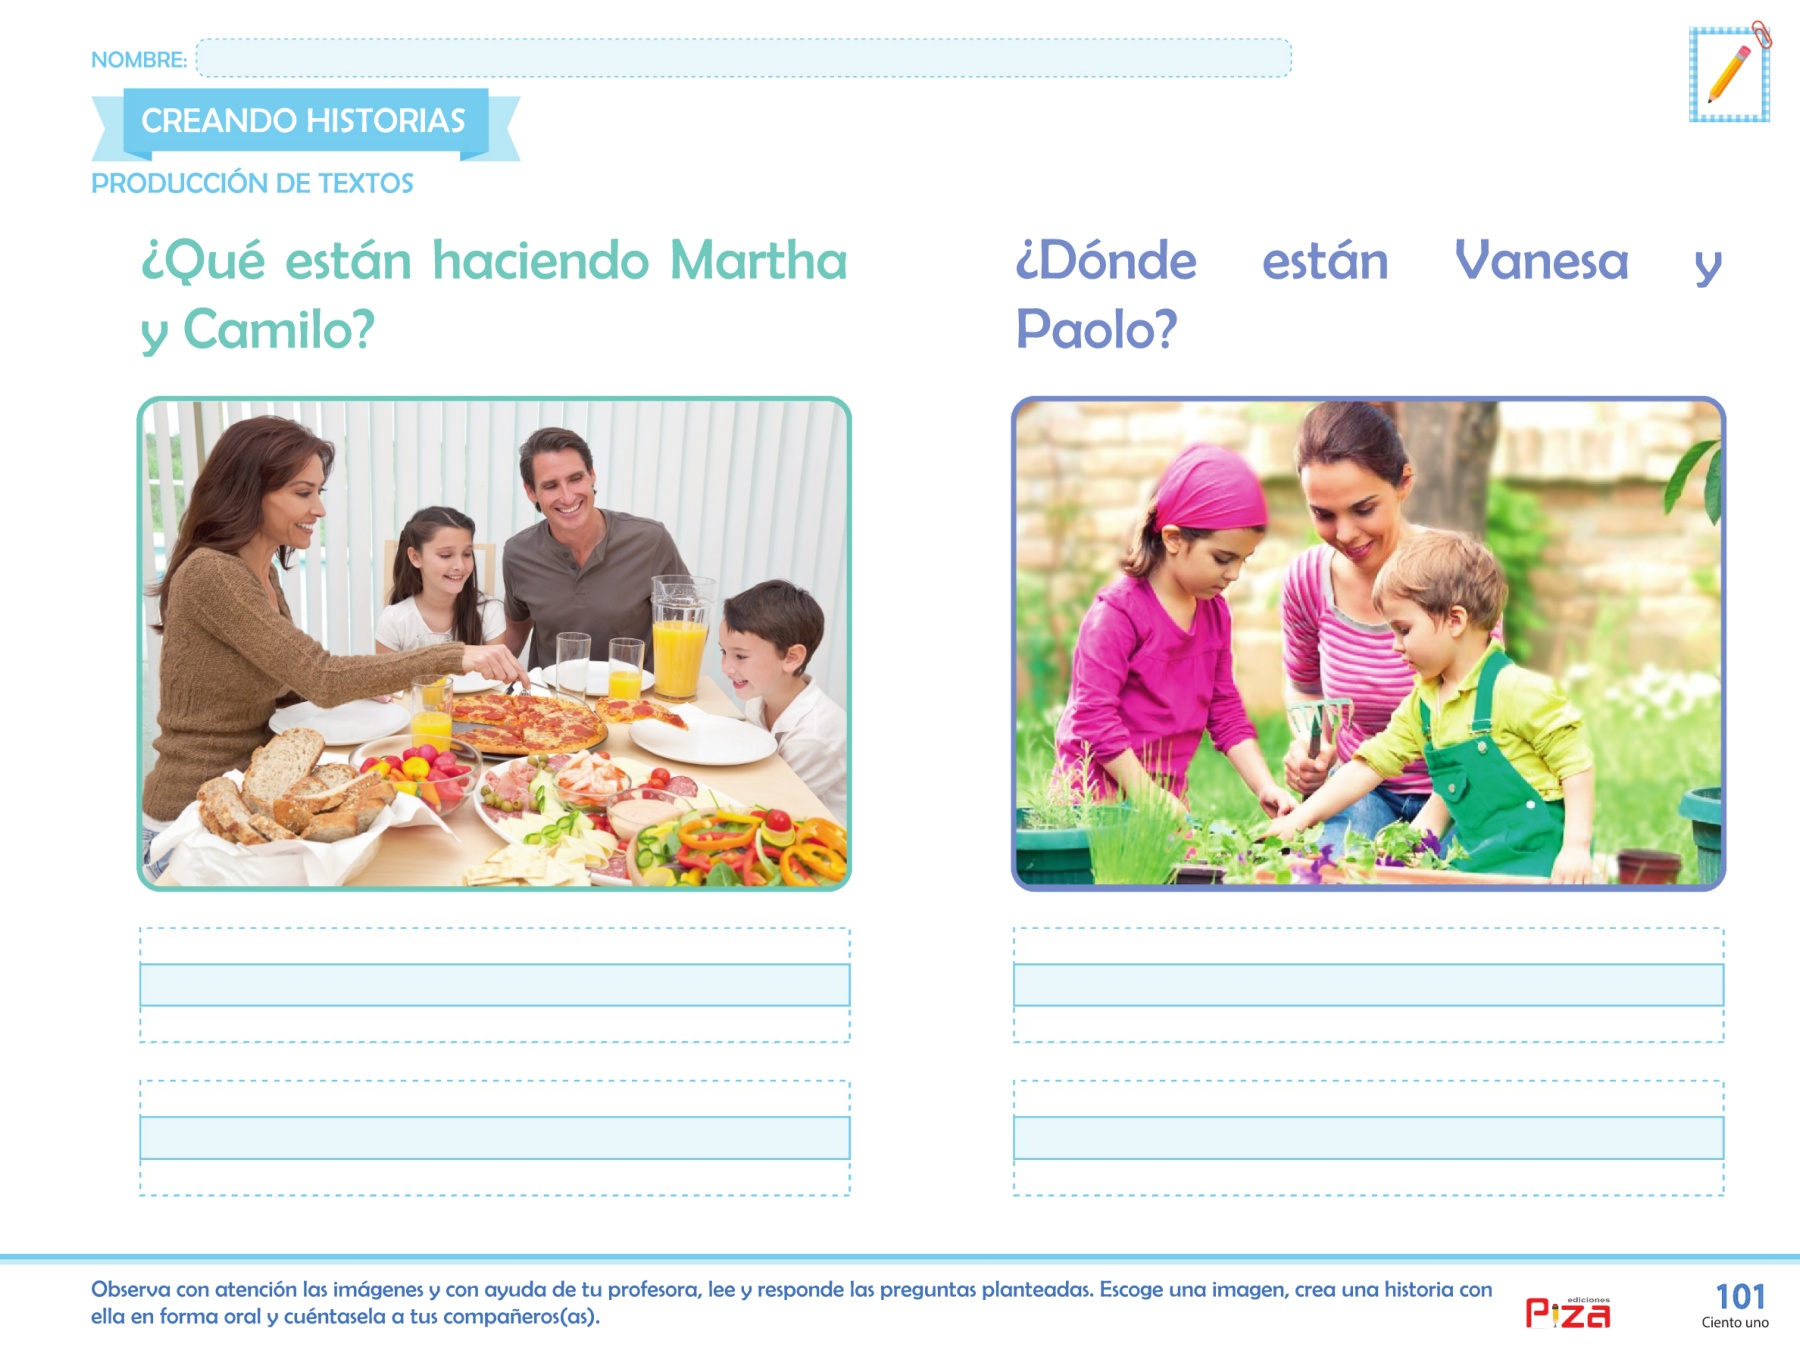 NOMBRE:
CREANDO HISTORIAS
PRODUCCIÓN DE TEXTOS
¿Qué están haciendo Martha
y Camilo?
¿Dónde están Vanesa y
Paolo?
Observa con atención las imágenes y con ayuda de tu profesora, lee y responde las preguntas planteadas. Escoge una imagen, crea una historia con
ella en forma oral y cuéntasela a tus compañeros(as).
ediciones
Piza
101
Ciento uno